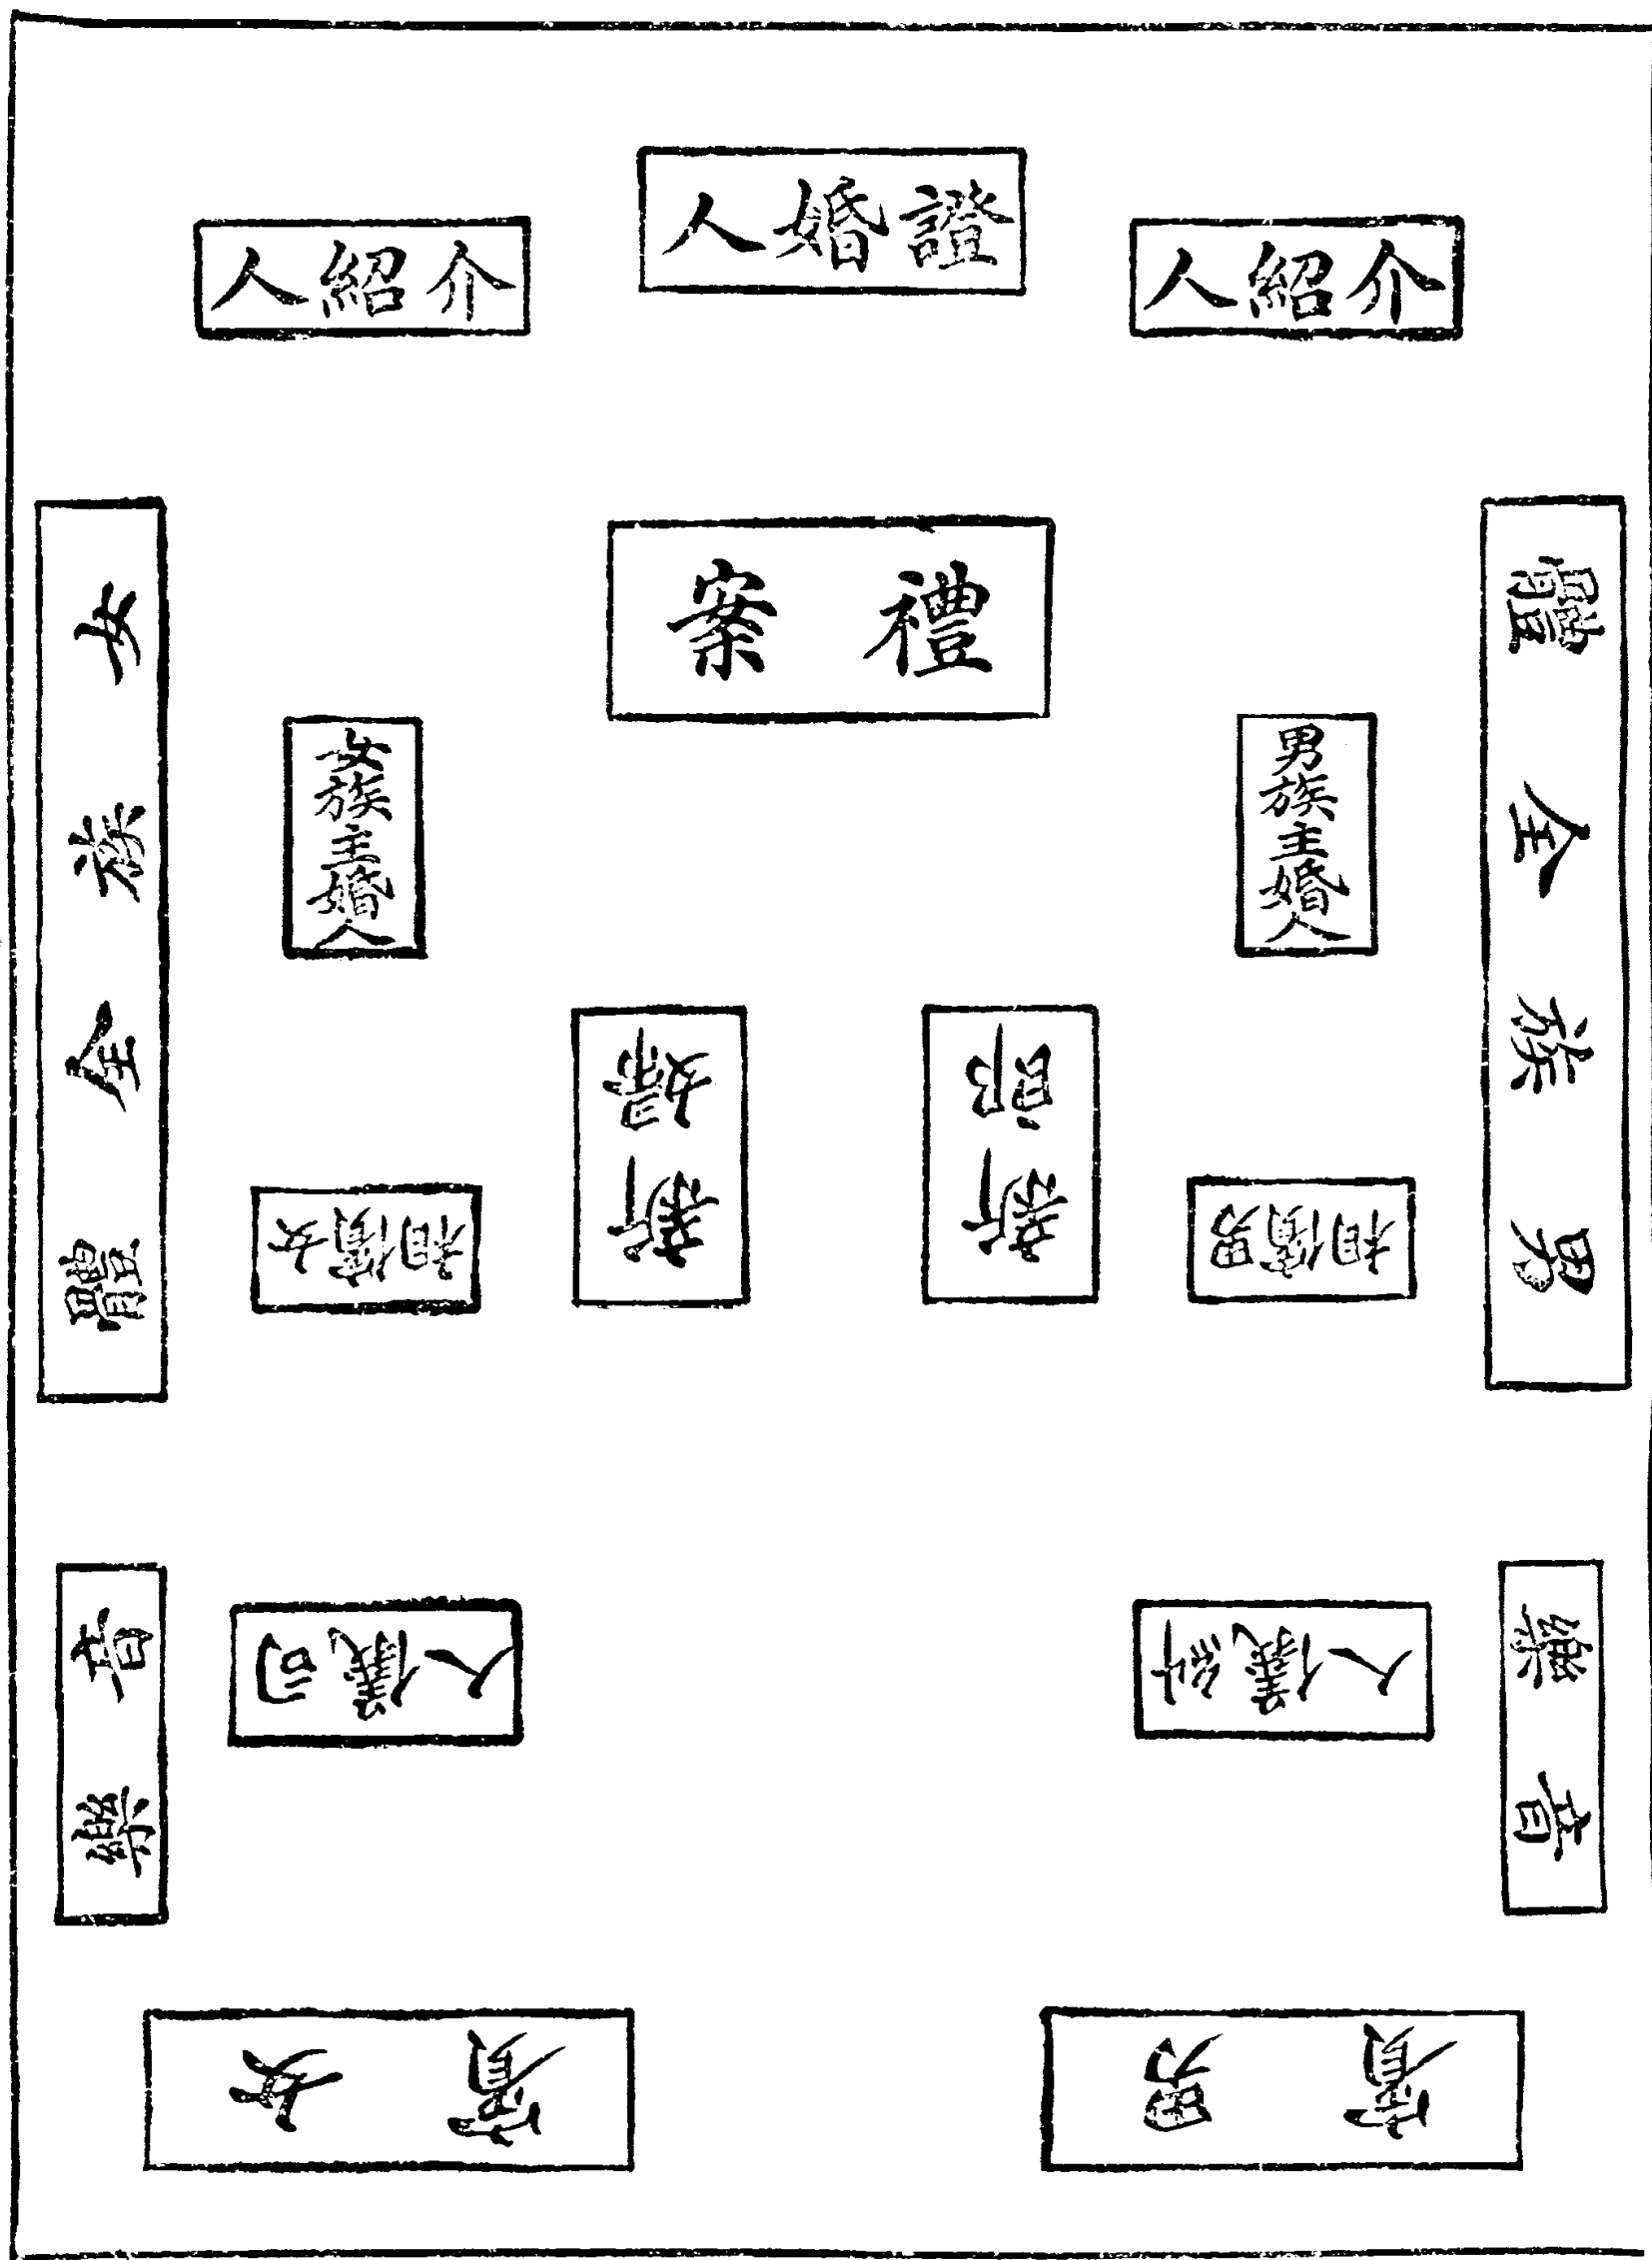 證婚人
介紹人
介紹人
禮案
男族全體
女族全體
男族主婚人
女族主婚人
新郎
新婦
男儐相
女儐相
糾儀人
司儀人
音樂
音樂
男賓
女賓